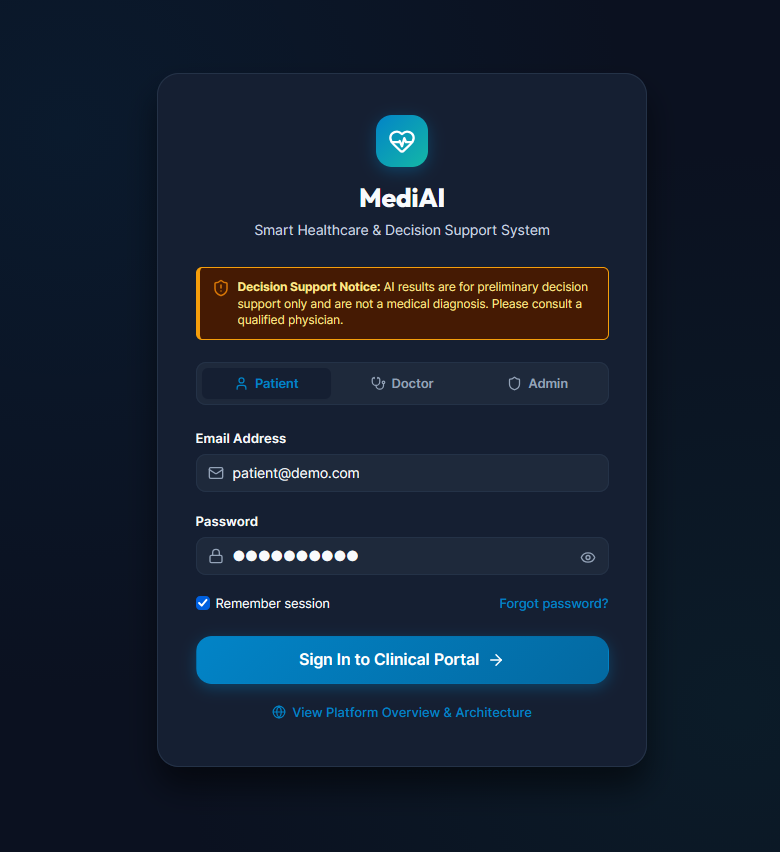 MediAI
Smart Healthcare & Decision Support System
Decision Support Notice: AI results are for preliminary decision
support only and are not a medical diagnosis. Please consult a
qualified physician.
Patient Doctor Admin
Email Address
patient@demo.com
Password
●●●●●●●●●●
Remember session Forgot password?
Sign In to Clinical Portal →
View Platform Overview & Architecture